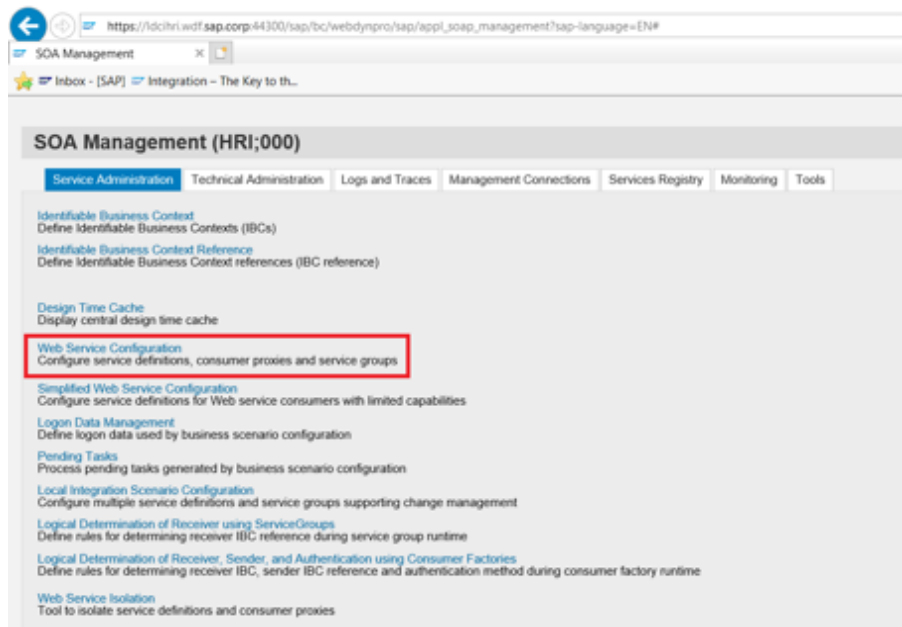 https://ldcihri.wdf.sap.corp:44300/sap/bc/webdynpro/sap/appl_soap_management?sap-language=EN#
SOA Management
Inbox - [SAP] Integration – The Key to th...
SOA Management (HRI;000)
Service Administration Technical Administration Logs and Traces Management Connections Services Registry Monitoring Tools
Identifiable Business Context
Define Identifiable Business Contexts (IBCs)
Identifiable Business Context Reference
Define Identifiable Business Context references (IBC reference)
Design Time Cache
Display central design time cache
Web Service Configuration
Configure service definitions, consumer proxies and service groups
Simplified Web Service Configuration
Configure service definitions for Web service consumers with limited capabilities
Logon Data Management
Define logon data used by business scenario configuration
Pending Tasks
Process pending tasks generated by business scenario configuration
Local Integration Scenario Configuration
Configure multiple service definitions and service groups supporting change management
Logical Determination of Receiver using ServiceGroups
Define rules for determining receiver IBC reference during service group runtime
Logical Determination of Receiver, Sender, and Authentication using Consumer Factories
Define rules for determining receiver IBC, sender IBC reference and authentication method during consumer factory runtime
Web Service Isolation
Tool to isolate service definitions and consumer proxies